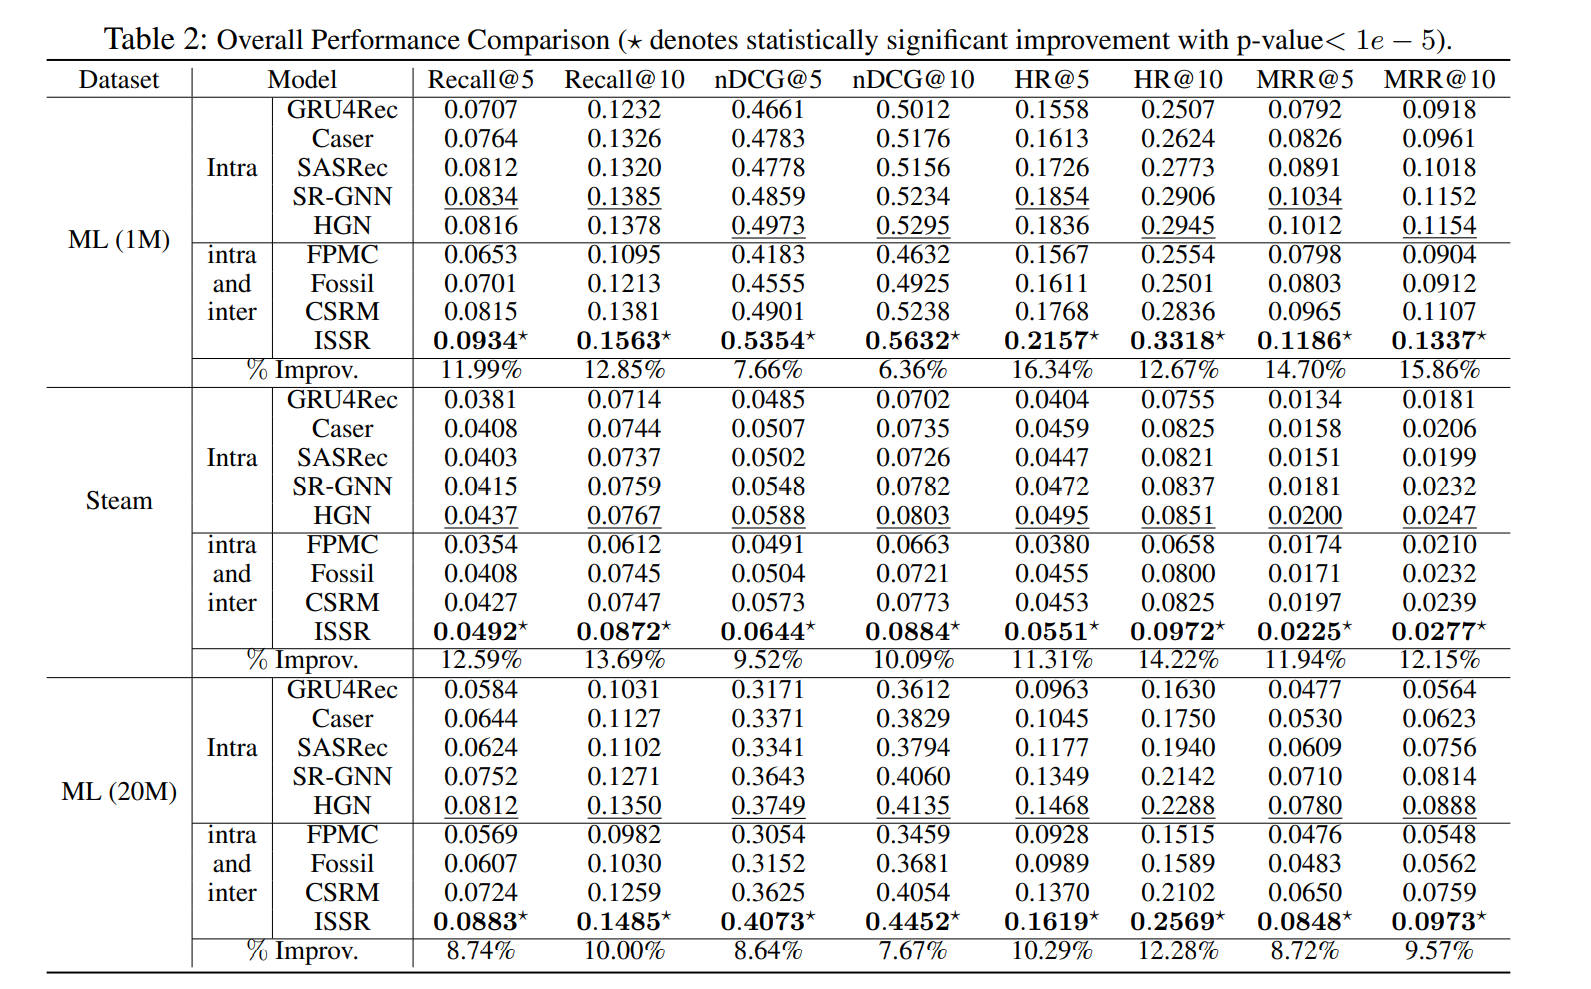 Table 2: Overall Performance Comparison (⋆ denotes statistically significant improvement with p-value< 1e − 5).
Dataset Model Recall@5 Recall@10 nDCG@5 nDCG@10 HR@5 HR@10 MRR@5 MRR@10
GRU4Rec 0.0707 0.1232 0.4661 0.5012 0.1558 0.2507 0.0792 0.0918
Caser 0.0764 0.1326 0.4783 0.5176 0.1613 0.2624 0.0826 0.0961
Intra SASRec 0.0812 0.1320 0.4778 0.5156 0.1726 0.2773 0.0891 0.1018
SR-GNN 0.0834 0.1385 0.4859 0.5234 0.1854 0.2906 0.1034 0.1152
HGN 0.0816 0.1378 0.4973 0.5295 0.1836 0.2945 0.1012 0.1154
ML (1M)
intra FPMC 0.0653 0.1095 0.4183 0.4632 0.1567 0.2554 0.0798 0.0904
and Fossil 0.0701 0.1213 0.4555 0.4925 0.1611 0.2501 0.0803 0.0912
inter CSRM 0.0815 0.1381 0.4901 0.5238 0.1768 0.2836 0.0965 0.1107
ISSR 0.0934⋆ 0.1563⋆ 0.5354⋆ 0.5632⋆ 0.2157⋆ 0.3318⋆ 0.1186⋆ 0.1337⋆
% Improv. 11.99% 12.85% 7.66% 6.36% 16.34% 12.67% 14.70% 15.86%
GRU4Rec 0.0381 0.0714 0.0485 0.0702 0.0404 0.0755 0.0134 0.0181
Caser 0.0408 0.0744 0.0507 0.0735 0.0459 0.0825 0.0158 0.0206
Intra SASRec 0.0403 0.0737 0.0502 0.0726 0.0447 0.0821 0.0151 0.0199
SR-GNN 0.0415 0.0759 0.0548 0.0782 0.0472 0.0837 0.0181 0.0232
Steam
HGN 0.0437 0.0767 0.0588 0.0803 0.0495 0.0851 0.0200 0.0247
intra FPMC 0.0354 0.0612 0.0491 0.0663 0.0380 0.0658 0.0174 0.0210
and Fossil 0.0408 0.0745 0.0504 0.0721 0.0455 0.0800 0.0171 0.0232
inter CSRM 0.0427 0.0747 0.0573 0.0773 0.0453 0.0825 0.0197 0.0239
ISSR 0.0492⋆ 0.0872⋆ 0.0644⋆ 0.0884⋆ 0.0551⋆ 0.0972⋆ 0.0225⋆ 0.0277⋆
% Improv. 12.59% 13.69% 9.52% 10.09% 11.31% 14.22% 11.94% 12.15%
GRU4Rec 0.0584 0.1031 0.3171 0.3612 0.0963 0.1630 0.0477 0.0564
Caser 0.0644 0.1127 0.3371 0.3829 0.1045 0.1750 0.0530 0.0623
Intra SASRec 0.0624 0.1102 0.3341 0.3794 0.1177 0.1940 0.0609 0.0756
SR-GNN 0.0752 0.1271 0.3643 0.4060 0.1349 0.2142 0.0710 0.0814
ML (20M)
HGN 0.0812 0.1350 0.3749 0.4135 0.1468 0.2288 0.0780 0.0888
intra FPMC 0.0569 0.0982 0.3054 0.3459 0.0928 0.1515 0.0476 0.0548
and Fossil 0.0607 0.1030 0.3152 0.3681 0.0989 0.1589 0.0483 0.0562
inter CSRM 0.0724 0.1259 0.3625 0.4054 0.1370 0.2102 0.0650 0.0759
ISSR 0.0883⋆ 0.1485⋆ 0.4073⋆ 0.4452⋆ 0.1619⋆ 0.2569⋆ 0.0848⋆ 0.0973⋆
% Improv. 8.74% 10.00% 8.64% 7.67% 10.29% 12.28% 8.72% 9.57%